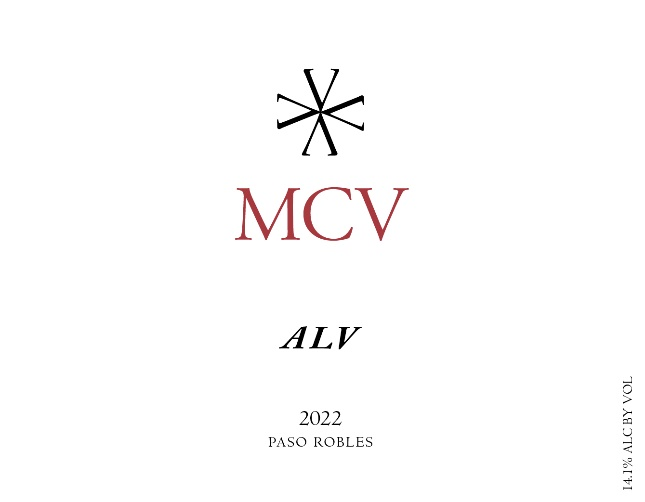 MCV
ALV
2022
PASO ROBLES
14.1% ALC BY VOL